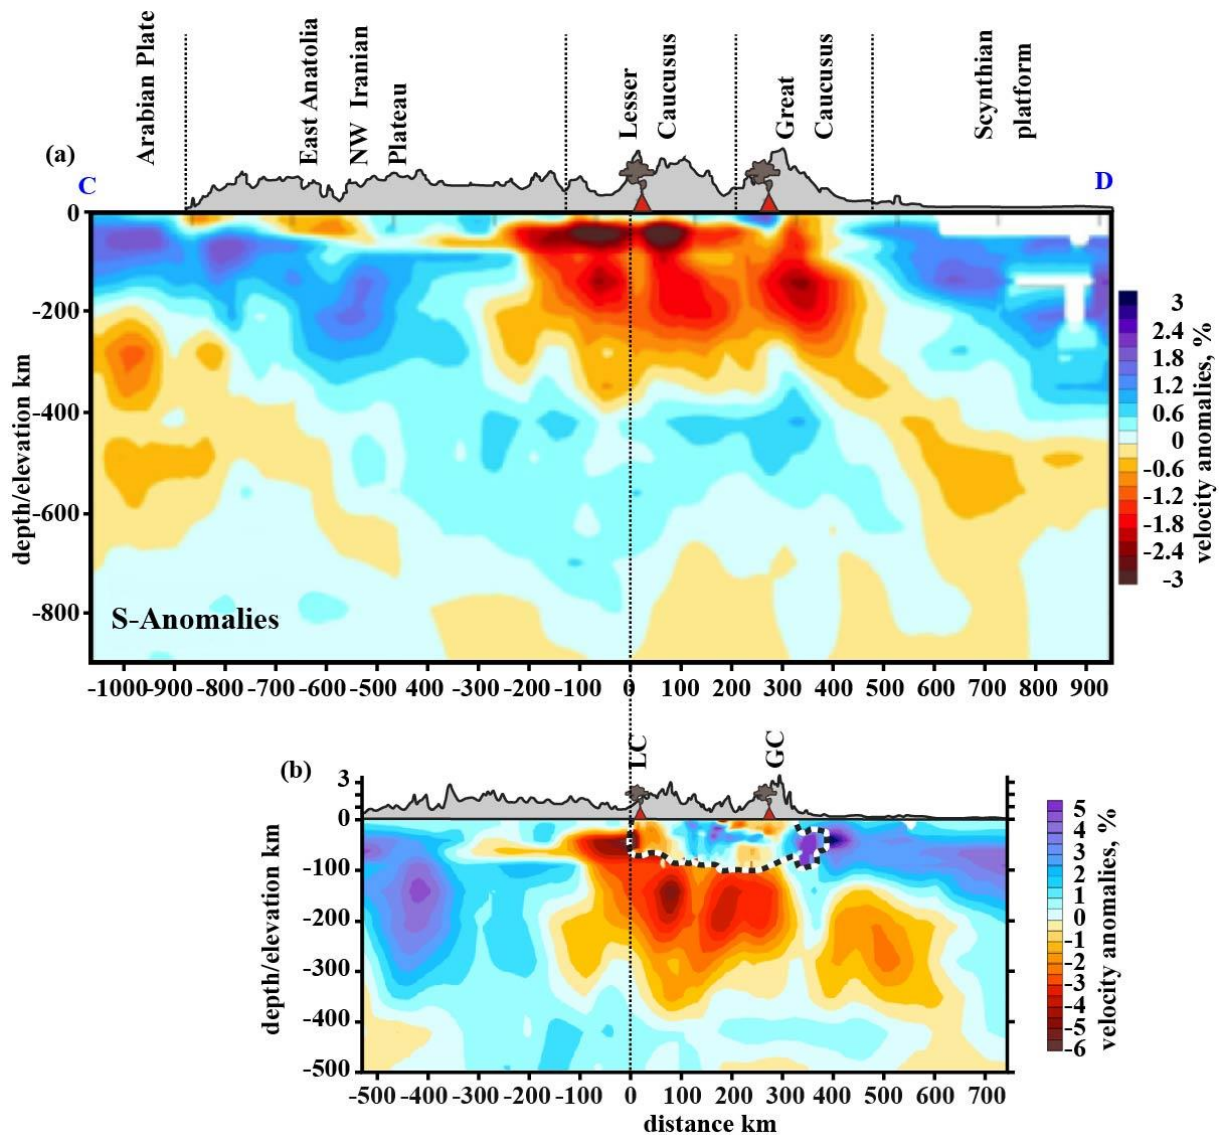 Arabian Plate
East Anatolia
NW Iranian
Plateau
Lesser
Caucusus
Great
Caucusus
Scynthian
platform
(a)
C
D
0
-200
-400
-600
-800
depth/elevation km
S-Anomalies
-1000 -900 -800 -700 -600 -500 -400 -300 -200 -100 0 100 200 300 400 500 600 700 800 900
3
2.4
1.8
1.2
0.6
0
-0.6
-1.2
-1.8
-2.4
-3
velocity anomalies, %
(b)
LC
GC
3
0
-100
-200
-300
-400
-500
depth/elevation km
-500 -400 -300 -200 -100 0 100 200 300 400 500 600 700
distance km
5
4
3
2
1
0
-1
-2
-3
-4
-5
-6
velocity anomalies, %